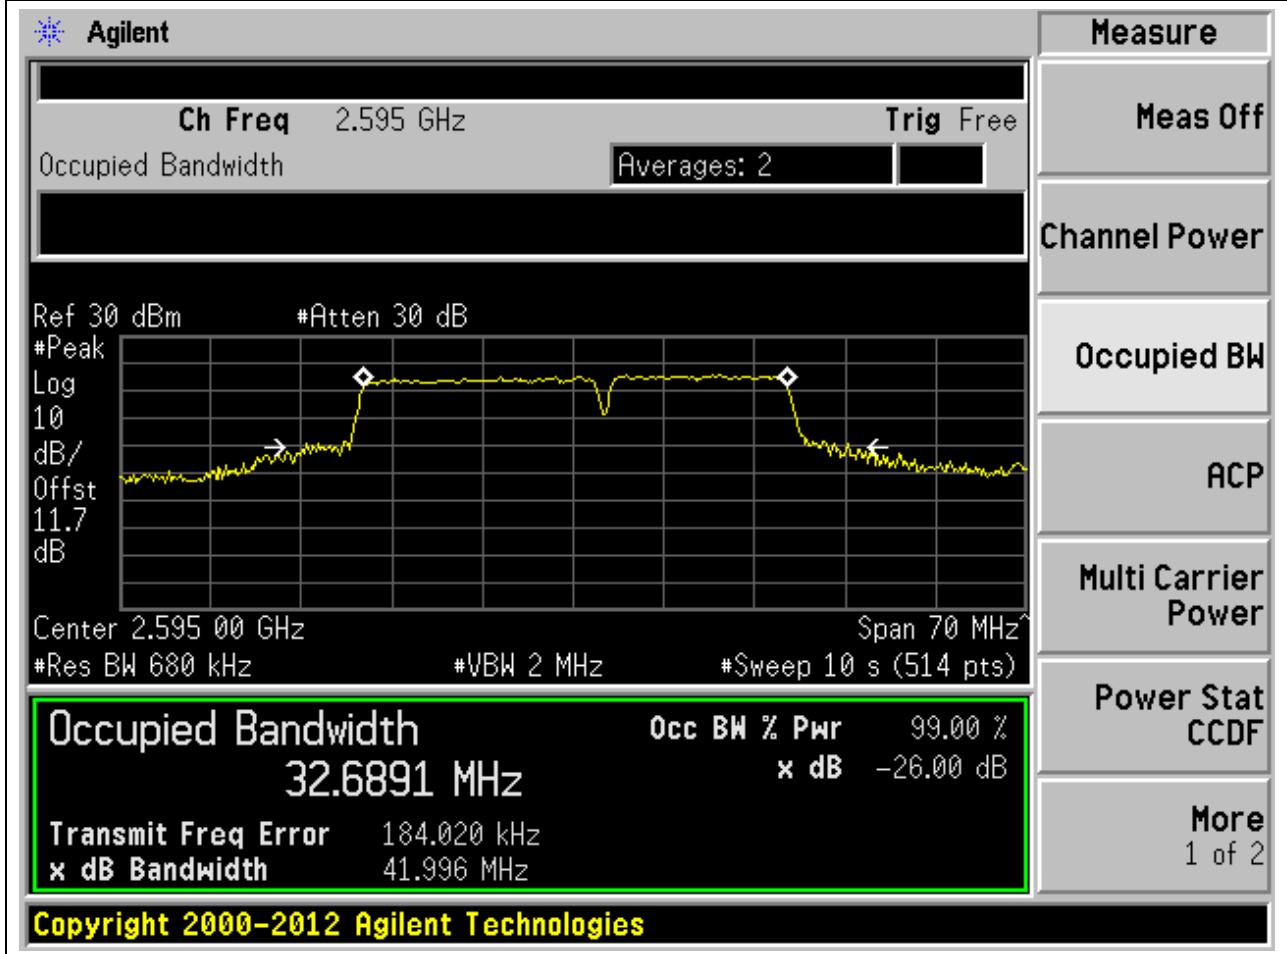 Agilent
Measure
Ch Freq 2.595 GHz Trig Free
Occupied Bandwidth Averages: 2
Meas Off
Channel Power
Ref 30 dBm #Atten 30 dB
#Peak
Log
10
dB/
Offst
11.7
dB
Occupied BW
ACP
Center 2.595 00 GHz Span 70 MHz^
#Res BW 680 kHz #VBW 2 MHz #Sweep 10 s (514 pts)
Multi Carrier
Power
Occupied Bandwidth Occ BW % Pwr 99.00 %
32.6891 MHz x dB -26.00 dB
Transmit Freq Error 184.020 kHz
x dB Bandwidth 41.996 MHz
Power Stat
CCDF
More
1 of 2
Copyright 2000-2012 Agilent Technologies